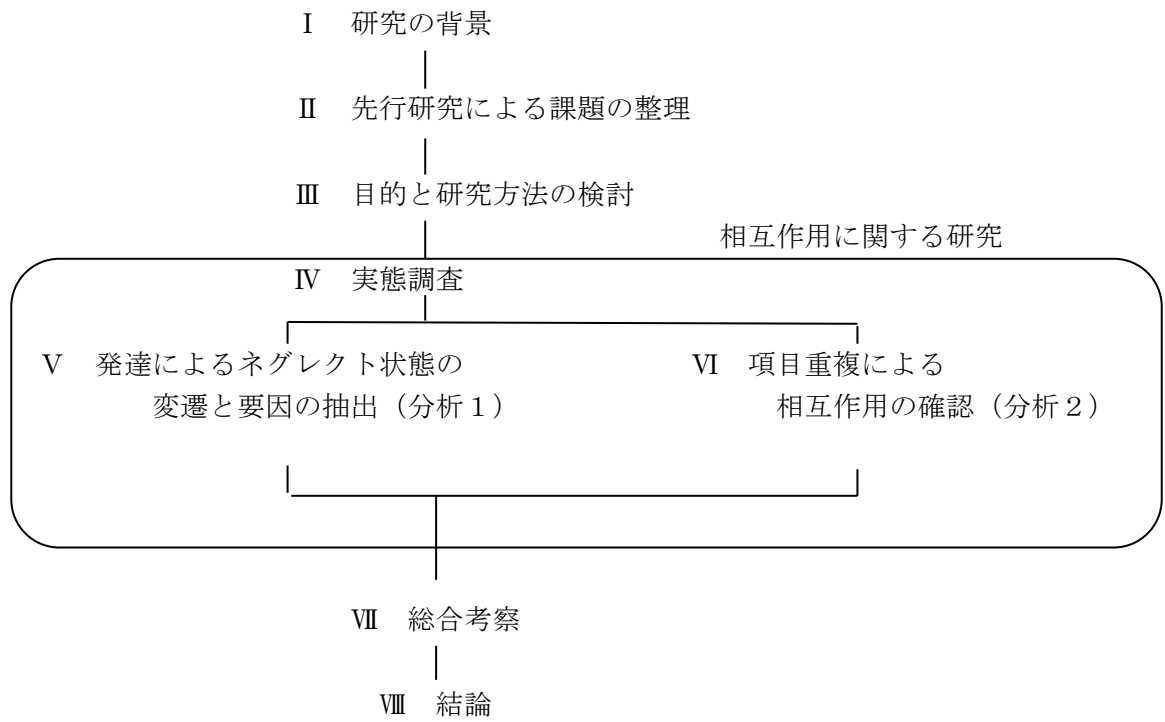 Ⅰ 研究の背景
Ⅱ 先行研究による課題の整理
Ⅲ 目的と研究方法の検討
相互作用に関する研究
Ⅳ 実態調査
Ⅴ 発達によるネグレクト状態の
変遷と要因の抽出（分析１）
Ⅵ 項目重複による
相互作用の確認（分析２）
Ⅶ 総合考察
Ⅷ 結論